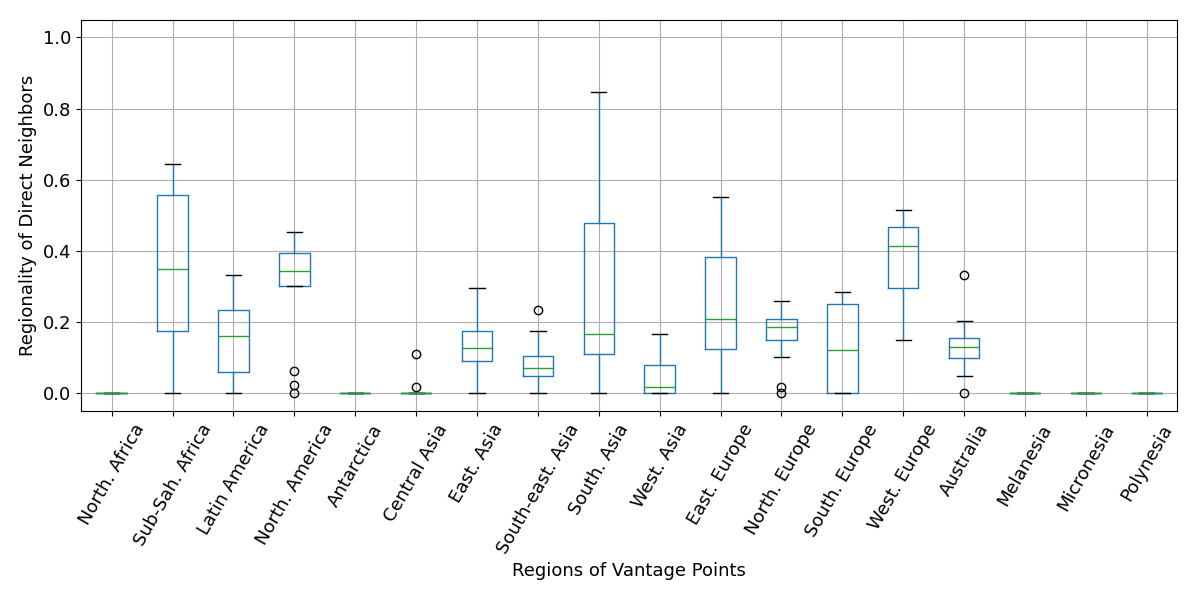 Regionality of Direct Neighbors
1.0
0.8
0.6
0.4
0.2
0.0
North. Africa
Sub-Sah. Africa
Latin America
North. America
Antarctica
Central Asia
East. Asia
South-east. Asia
South. Asia
West. Asia
East. Europe
North. Europe
South. Europe
West. Europe
Australia
Melanesia
Micronesia
Polynesia
Regions of Vantage Points